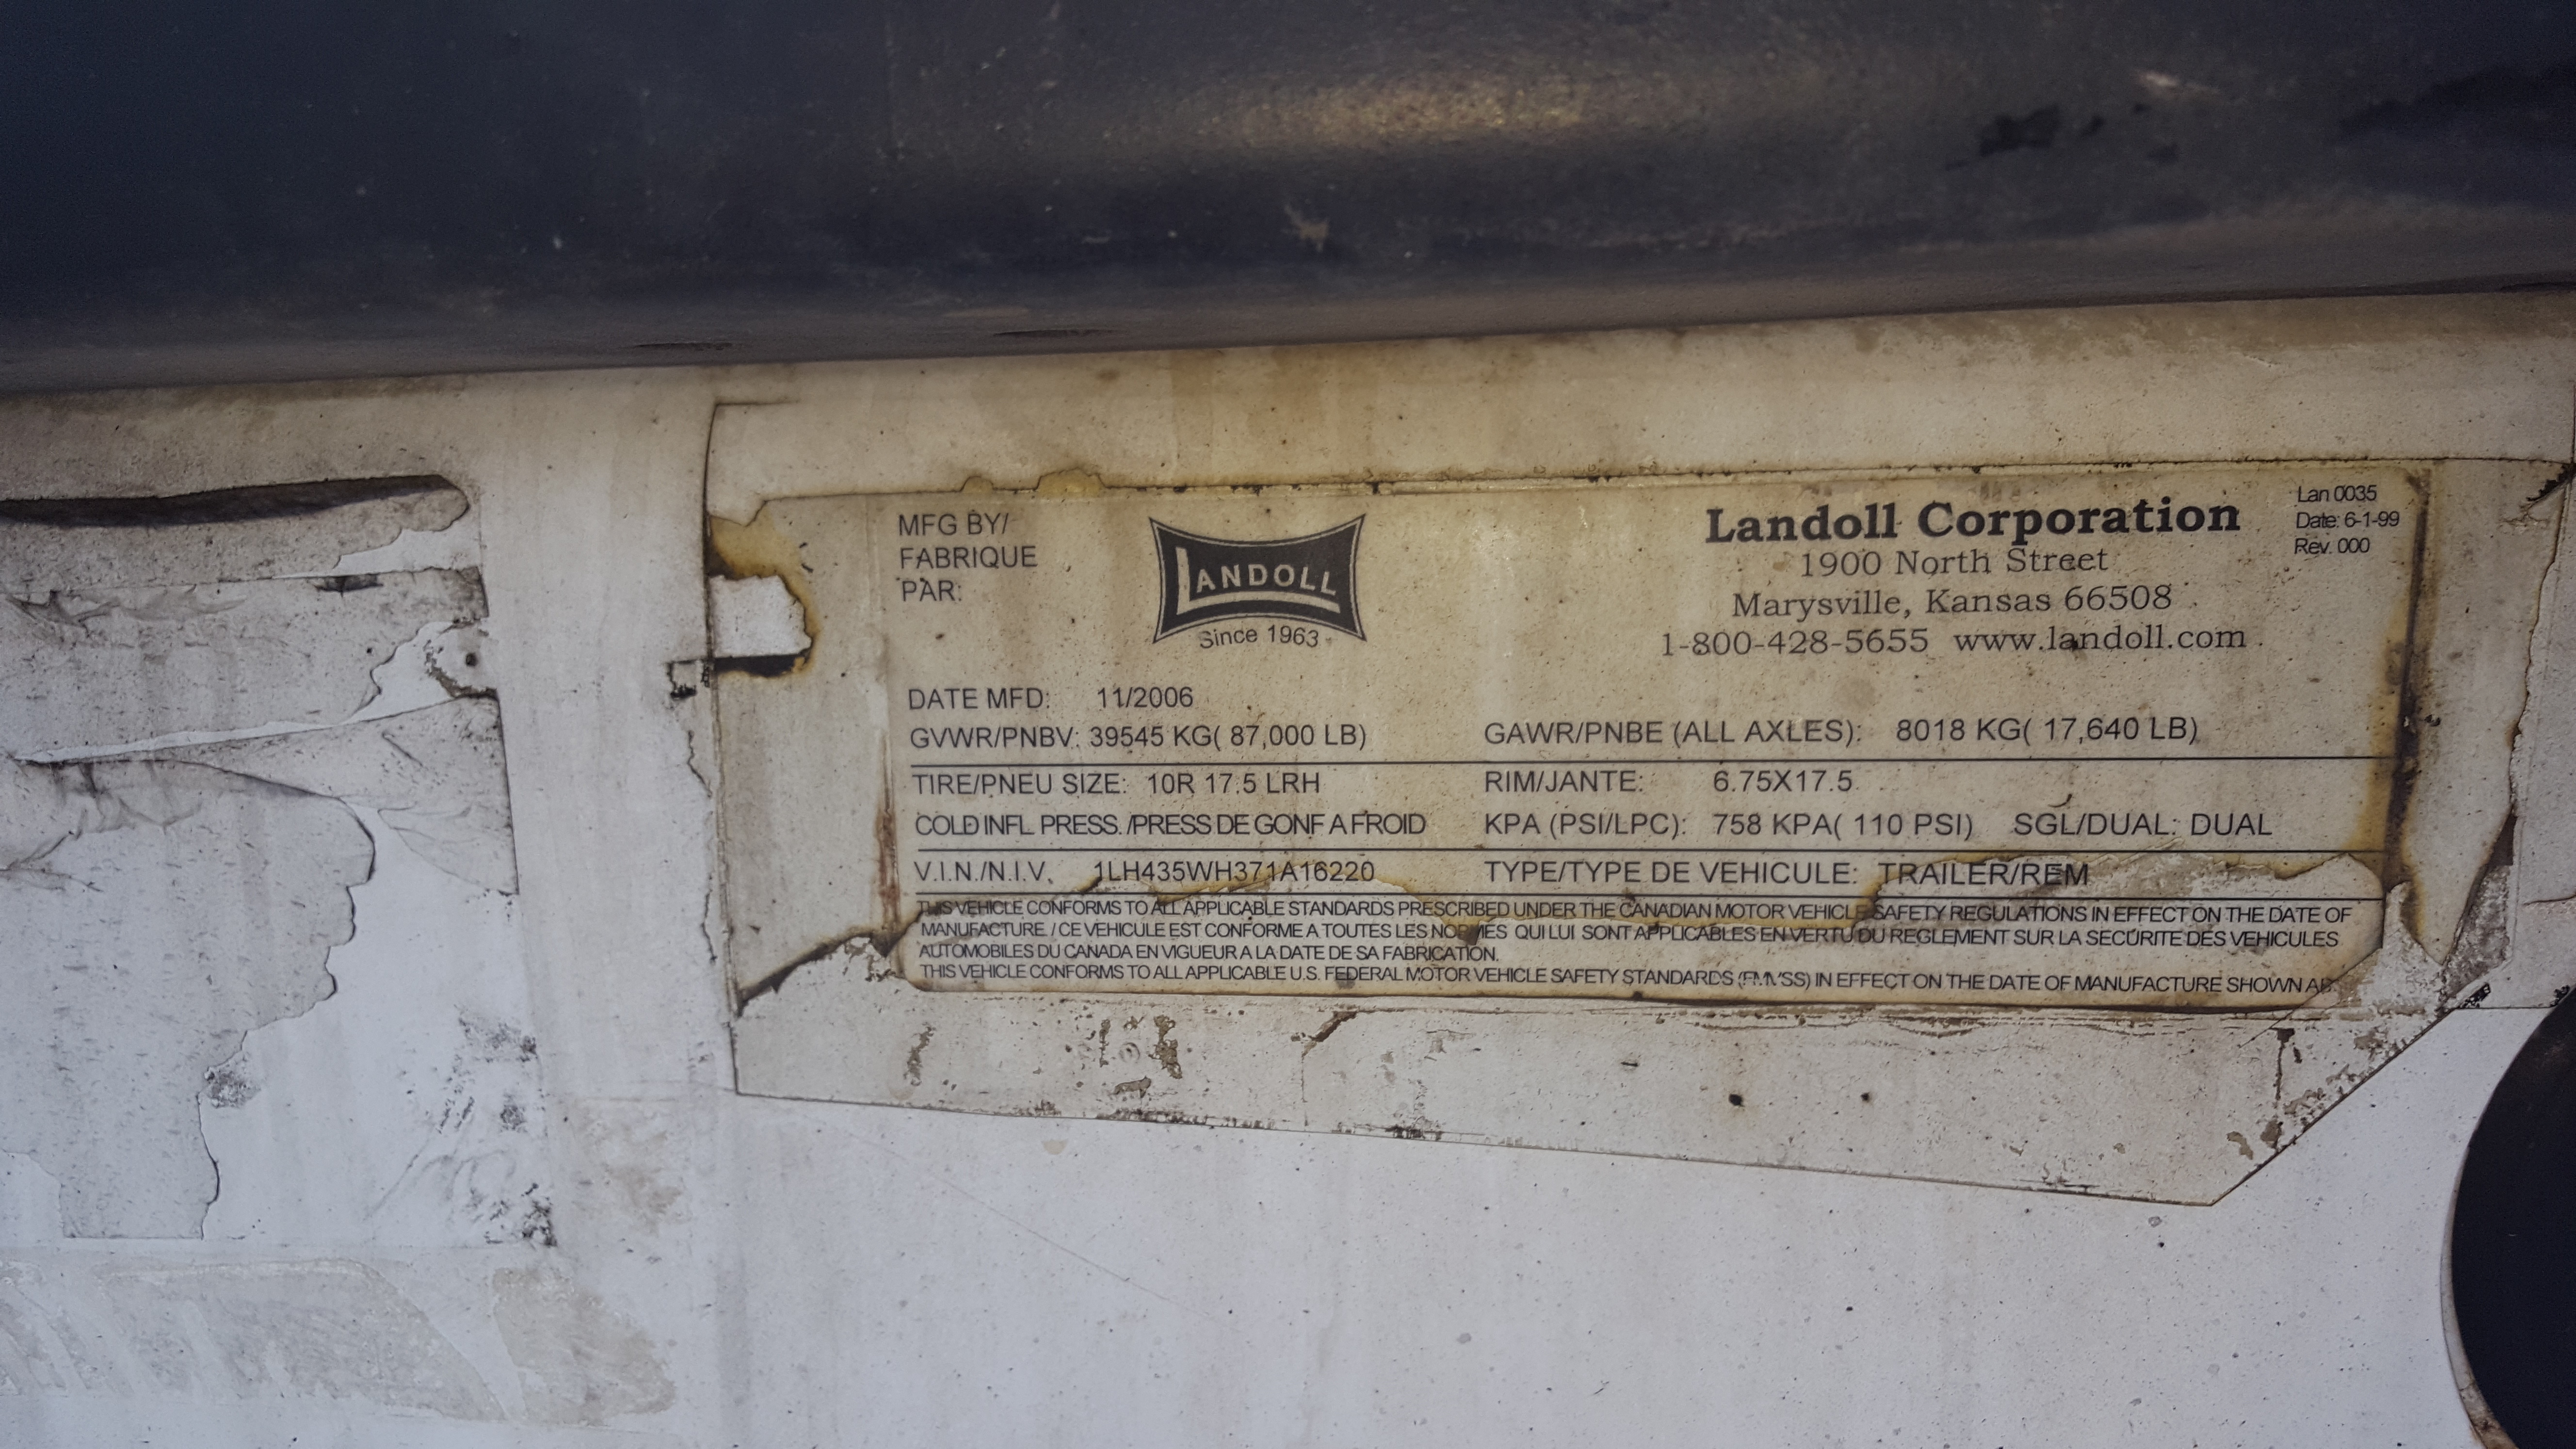 MFG BY/
FABRIQUE
PAR:
LANDOLL
Since 1963
Landoll Corporation
1900 North Street
Marysville, Kansas 66508
1-800-428-5655 www.landoll.com
Lan 0035
Date: 6-1-99
Rev. 000
DATE MFD: 11/2006
GVWR/PNBV: 39545 KG( 87,000 LB) GAWR/PNBE (ALL AXLES): 8018 KG( 17,640 LB)
TIRE/PNEU SIZE: 10R 17.5 LRH RIM/JANTE: 6.75X17.5
COLD INFL PRESS. /PRESS DE GONF A FROID KPA (PSI/LPC): 758 KPA( 110 PSI) SGL/DUAL: DUAL
V.I.N./N.I.V. 1LH435WH371A16220 TYPE/TYPE DE VEHICULE: TRAILER/REM
THIS VEHICLE CONFORMS TO ALL APPLICABLE STANDARDS PRESCRIBED UNDER THE CANADIAN MOTOR VEHICLE SAFETY REGULATIONS IN EFFECT ON THE DATE OF
MANUFACTURE. / CE VEHICULE EST CONFORME A TOUTES LES NORMES QUI LUI SONT APPLICABLES EN VERTU DU REGLEMENT SUR LA SECURITE DES VEHICULES
AUTOMOBILES DU CANADA EN VIGUEUR A LA DATE DE SA FABRICATION.
THIS VEHICLE CONFORMS TO ALL APPLICABLE U.S. FEDERAL MOTOR VEHICLE SAFETY STANDARDS (FMVSS) IN EFFECT ON THE DATE OF MANUFACTURE SHOWN